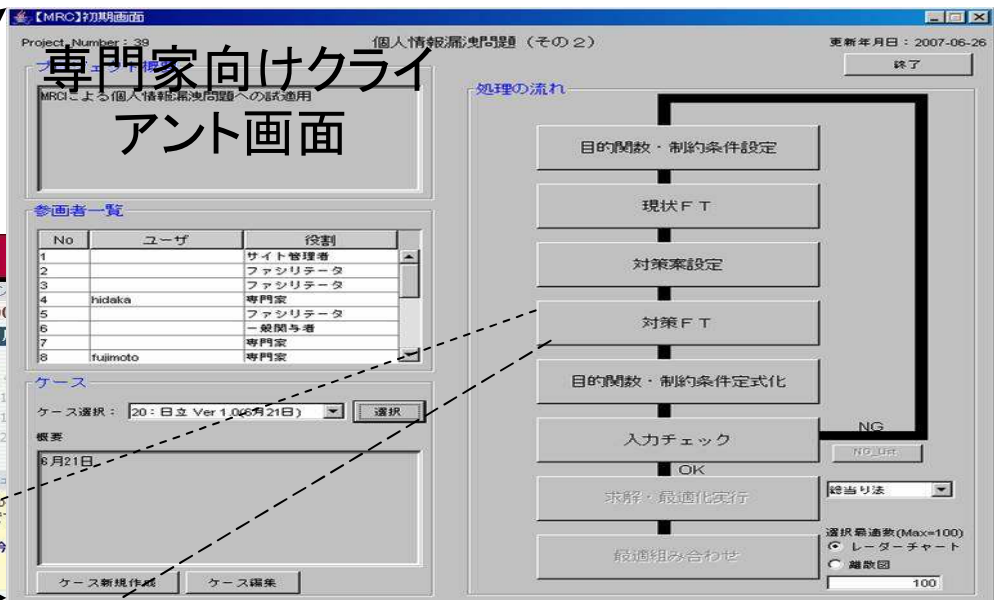 【MRC】初期画面
Project_Number : 39
個人情報漏洩問題（その２）
更新年月日：2007-06-26
終了
専門家向けクライ
アント画面
MRCによる個人情報漏洩問題への試適用
参画者一覧
No ユーザ 役割
1 サイト管理者
2 ファシリテータ
3 ファシリテータ
4 hidaka 専門家
5 ファシリテータ
6 一般関与者
7 専門家
8 fujimoto 専門家
ケース
ケース選択： 20：日立 Ver 1.0(6月21日) 選択
概要
6月21日
ケース新規作成 ケース編集
処理の流れ
目的関数・制約条件設定
現状ＦＴ
対策案設定
対策ＦＴ
目的関数・制約条件定式化
入力チェック
NG
NG_List
OK
求解・最適化実行
総当り法
最適組み合わせ
選択最適数(Max=100)
レーダーチャート
離散図
100